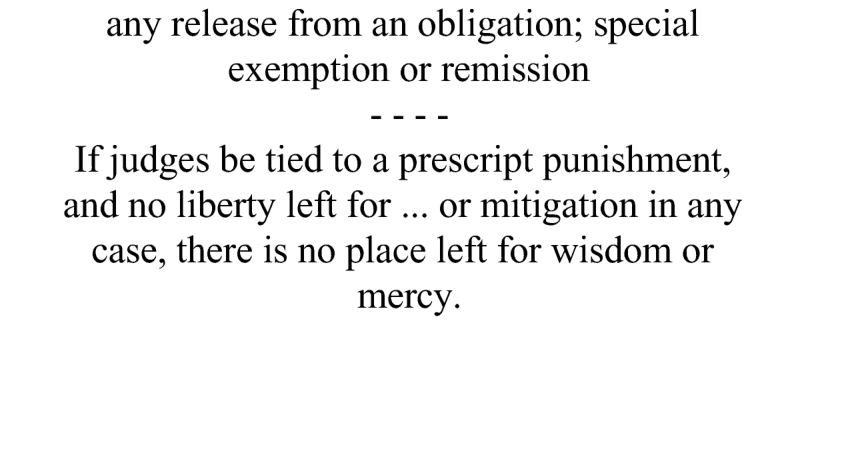 any release from an obligation; special
exemption or remission
- - - -
If judges be tied to a prescript punishment,
and no liberty left for ... or mitigation in any
case, there is no place left for wisdom or
mercy.